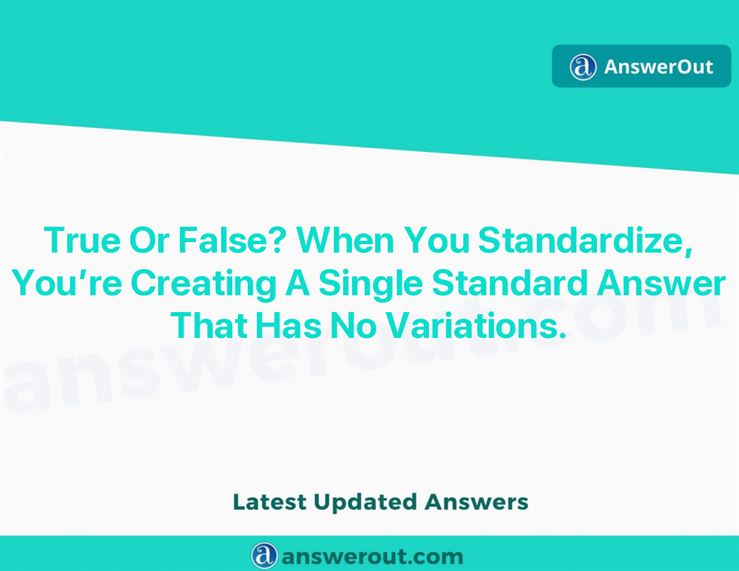 AnswerOut
True Or False? When You Standardize,
You're Creating A Single Standard Answer
That Has No Variations.
answerout.com
Latest Updated Answers
answerout.com